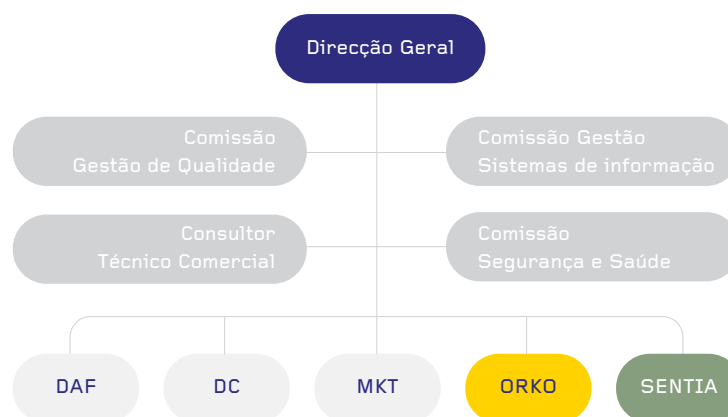 Direcção Geral
Comissão
Gestão de Qualidade
Comissão Gestão
Sistemas de informação
Consultor
Técnico Comercial
Comissão
Segurança e Saúde
DAF
DC
MKT
ORKO
SENTIA